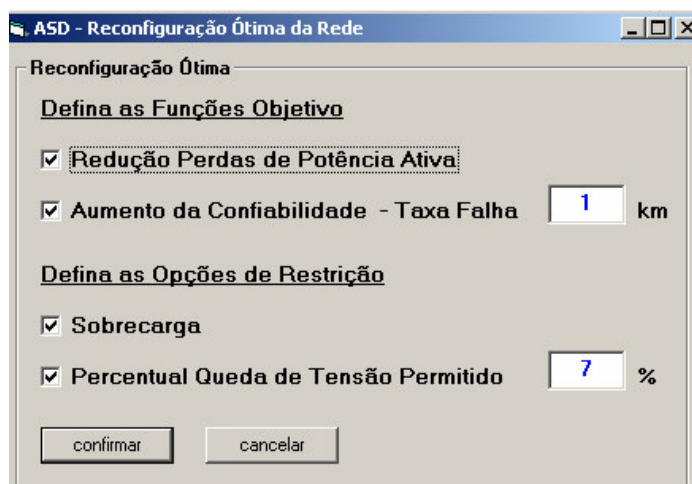 ASD - Reconfiguração Ótima da Rede
Reconfiguração Ótima
Defina as Funções Objetivo
Redução Perdas de Potência Ativa
Aumento da Confiabilidade - Taxa Falha 1 km
Defina as Opções de Restrição
Sobrecarga
Percentual Queda de Tensão Permitido 7 %
confirmar cancelar